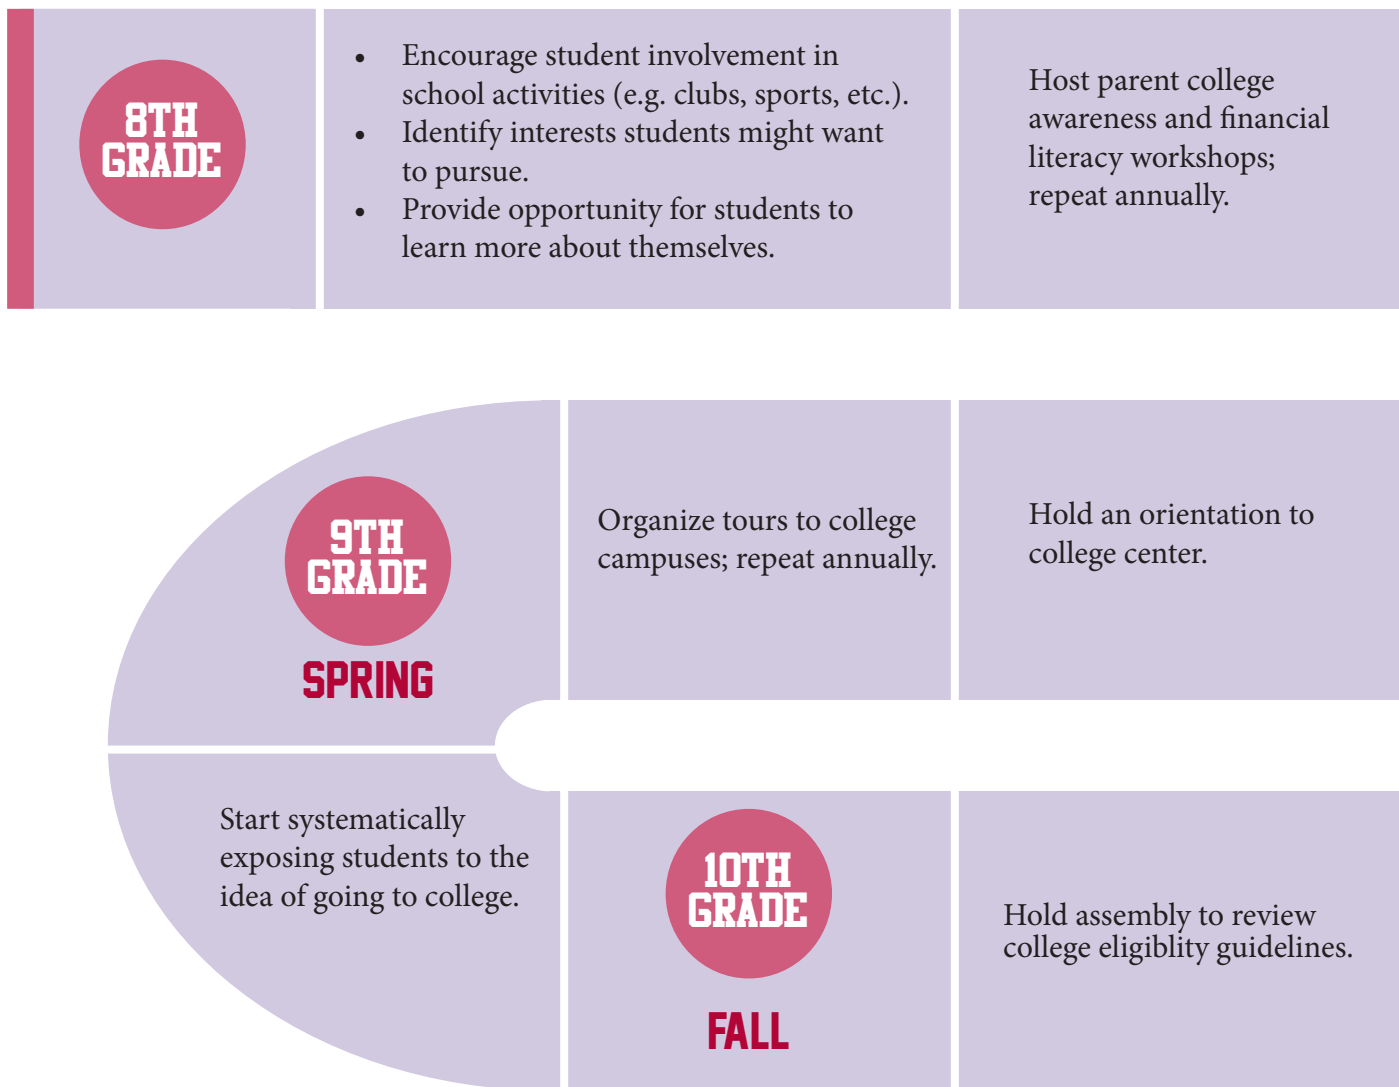 8TH
GRADE
• Encourage student involvement in
school activities (e.g. clubs, sports, etc.).
• Identify interests students might want
to pursue.
• Provide opportunity for students to
learn more about themselves.
Host parent college
awareness and financial
literacy workshops;
repeat annually.
9TH
GRADE
SPRING
Organize tours to college
campuses; repeat annually.
Hold an orientation to
college center.
Start systematically
exposing students to the
idea of going to college.
10TH
GRADE
FALL
Hold assembly to review
college eligiblity guidelines.